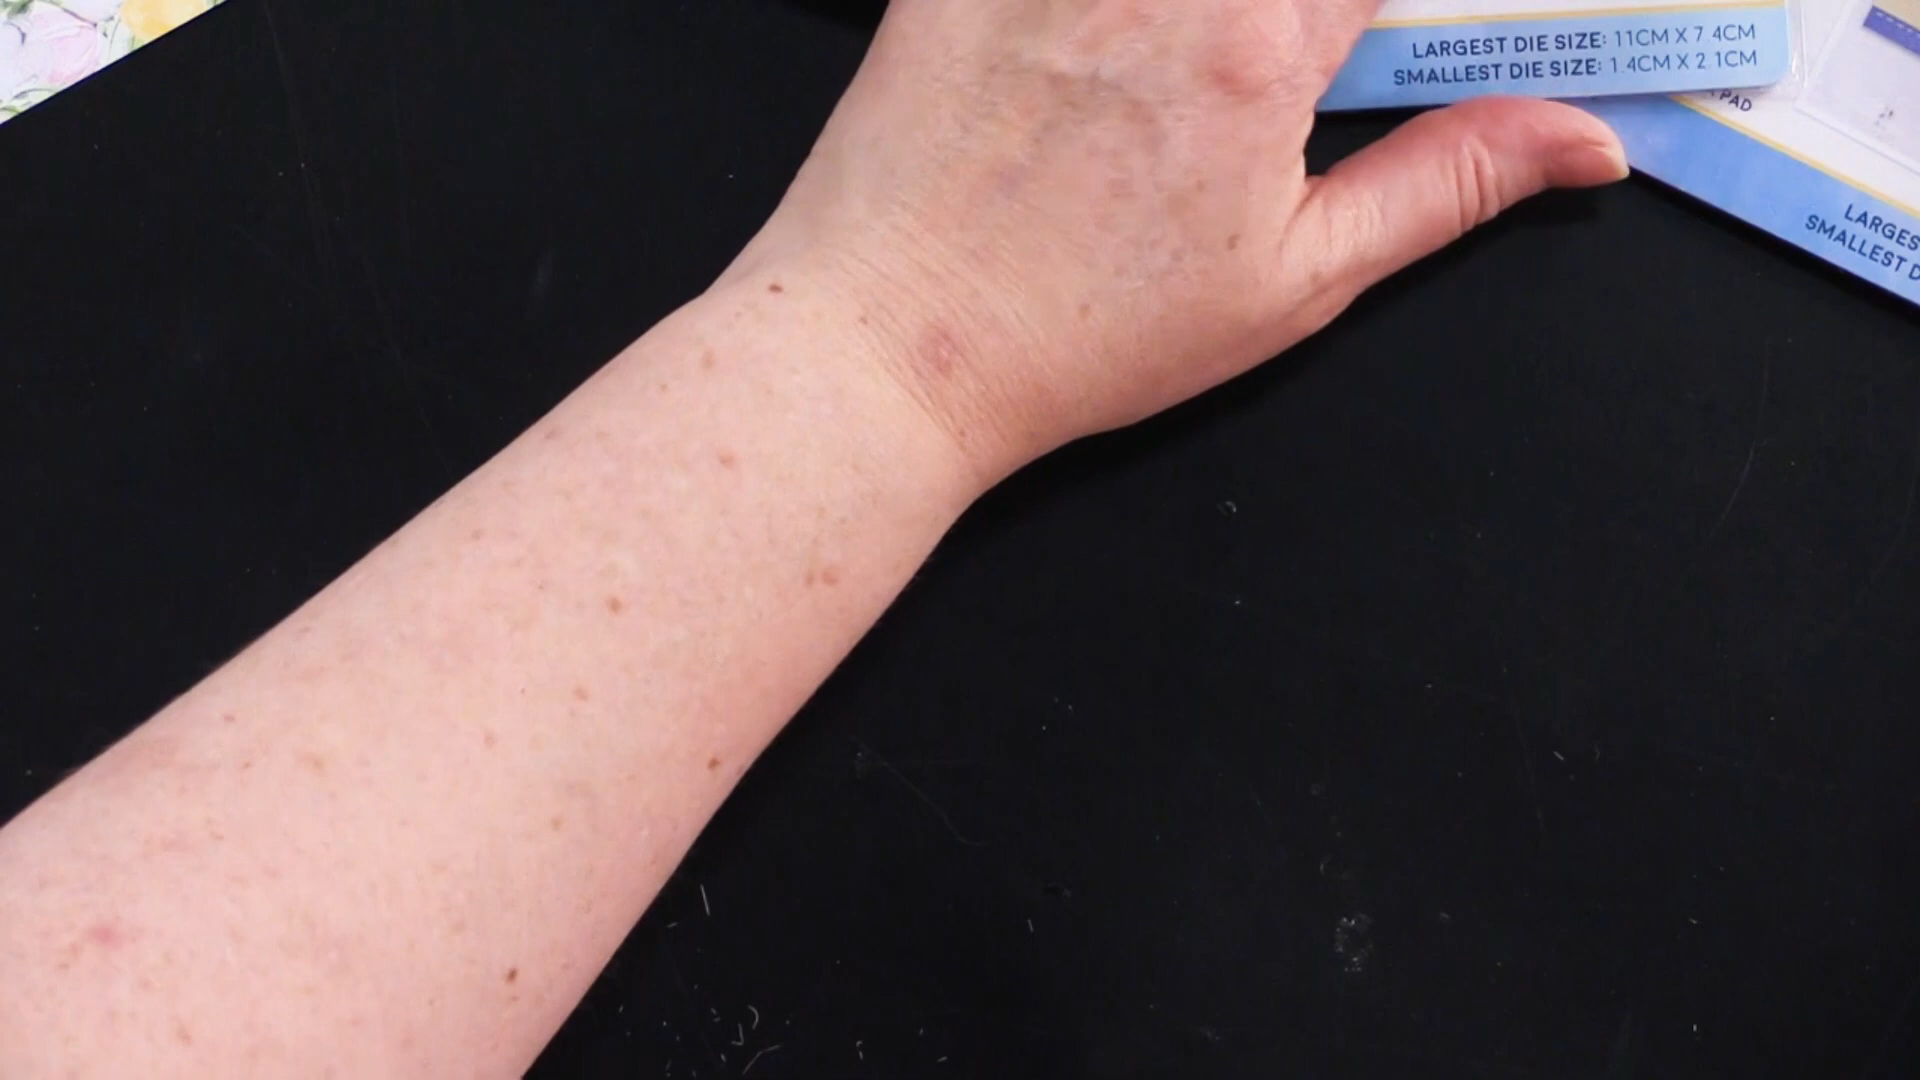 LARGEST DIE SIZE: 11CM X 7.4CM
SMALLEST DIE SIZE: 1.4CM X 2.1CM
PAD
LARGES
SMALLEST D